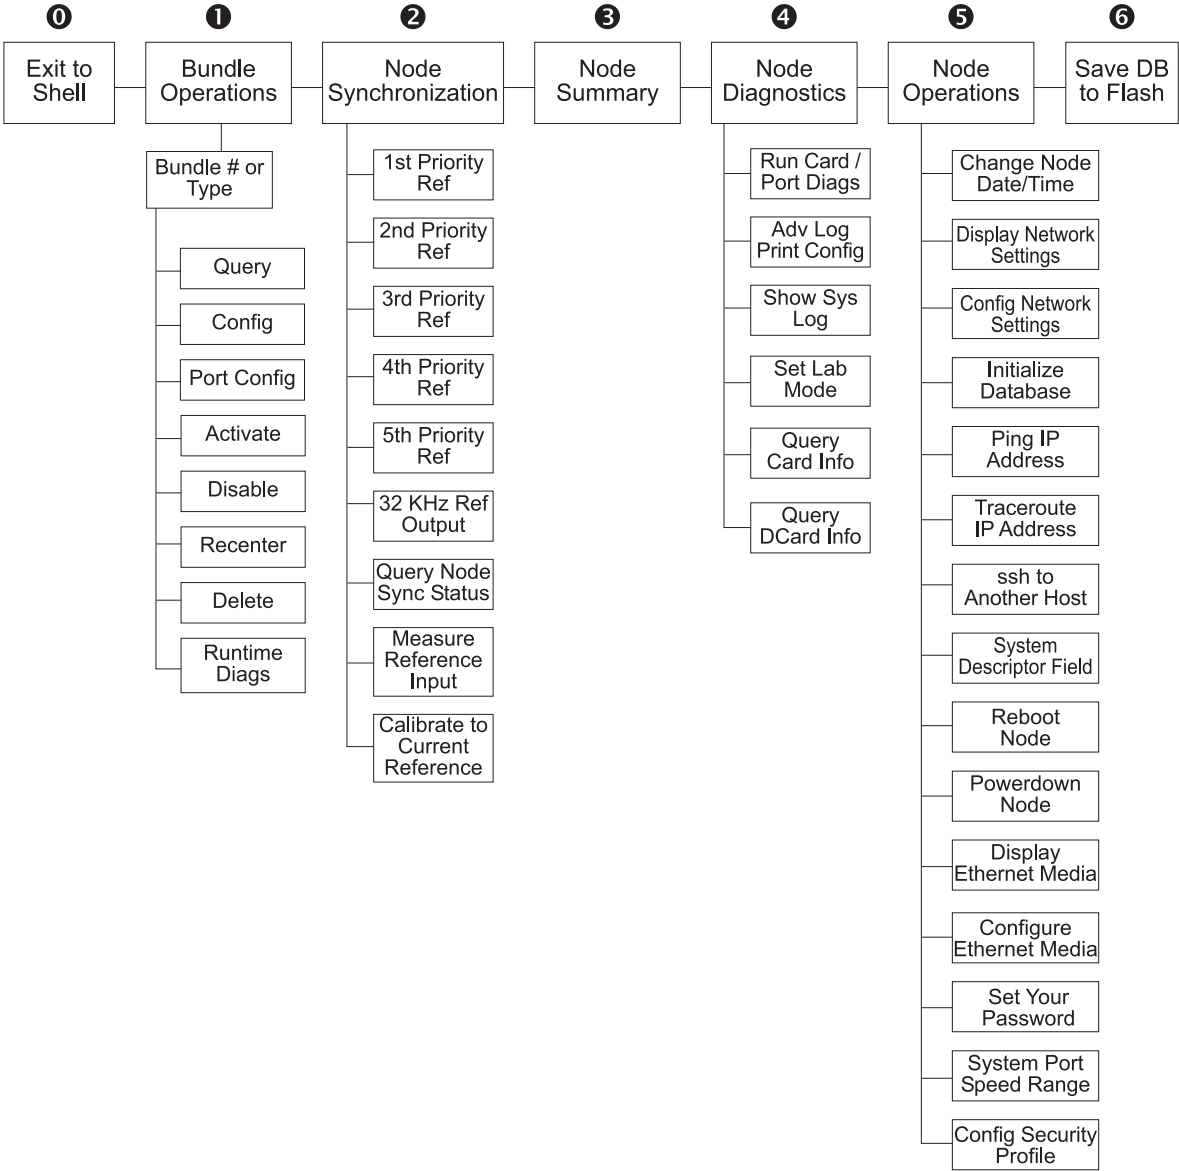 0
1
2
3
4
5
6
Exit to
Shell
Bundle
Operations
Node
Synchronization
Node
Summary
Node
Diagnostics
Node
Operations
Save DB
to Flash
Bundle # or
Type
Query
Config
Port Config
Activate
Disable
Recenter
Delete
Runtime
Diags
1st Priority
Ref
2nd Priority
Ref
3rd Priority
Ref
4th Priority
Ref
5th Priority
Ref
32 KHz Ref
Output
Query Node
Sync Status
Measure
Reference
Input
Calibrate to
Current
Reference
Run Card /
Port Diags
Adv Log
Print Config
Show Sys
Log
Set Lab
Mode
Query
Card Info
Query
DCard Info
Change Node
Date/Time
Display Network
Settings
Config Network
Settings
Initialize
Database
Ping IP
Address
Traceroute
IP Address
ssh to
Another Host
System
Descriptor Field
Reboot
Node
Powerdown
Node
Display
Ethernet Media
Configure
Ethernet Media
Set Your
Password
System Port
Speed Range
Config Security
Profile